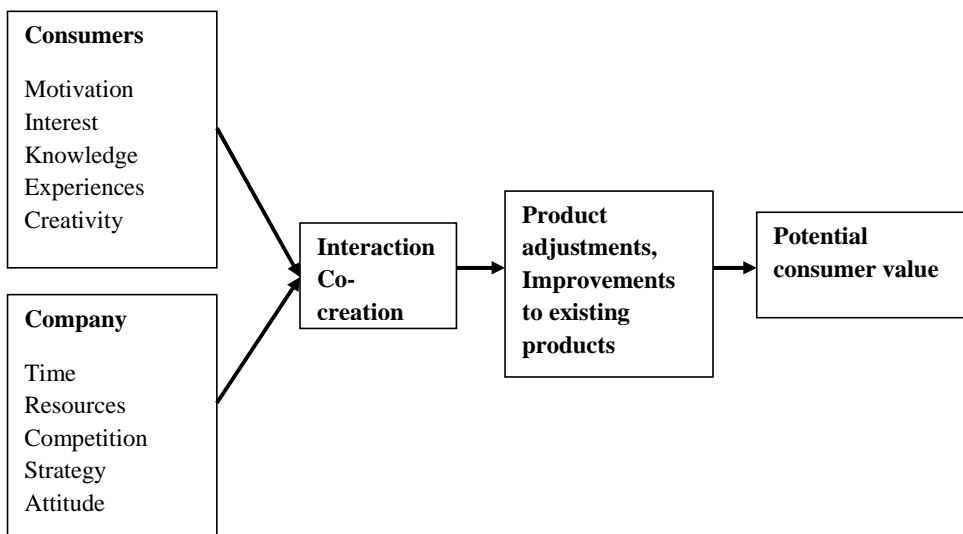 Consumers
Motivation
Interest
Knowledge
Experiences
Creativity
Company
Time
Resources
Competition
Strategy
Attitude
Interaction
Co-
creation
Product
adjustments,
Improvements
to existing
products
Potential
consumer value